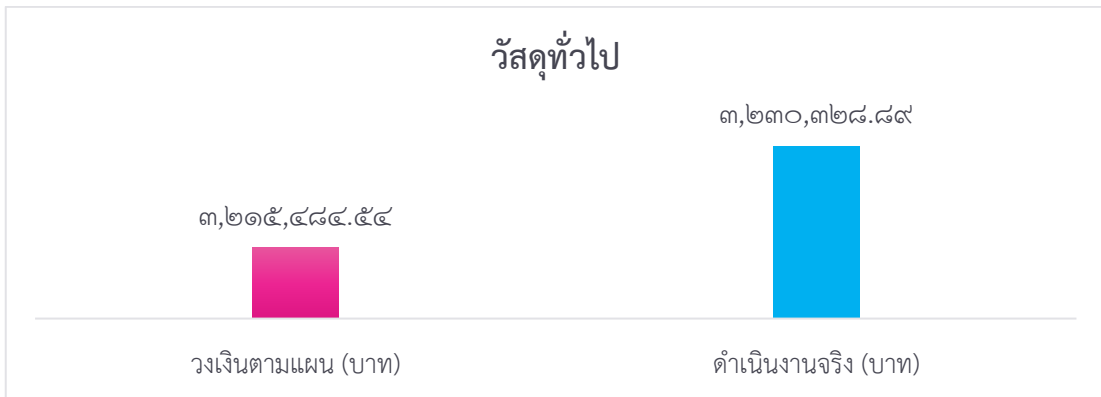 วัสดุทั่วไป
๓,๒๓๐,๓๒๘.๘๙
๓,๒๑๕,๔๘๔.๕๔
วงเงินตามแผน (บาท)
ดำเนินงานจริง (บาท)